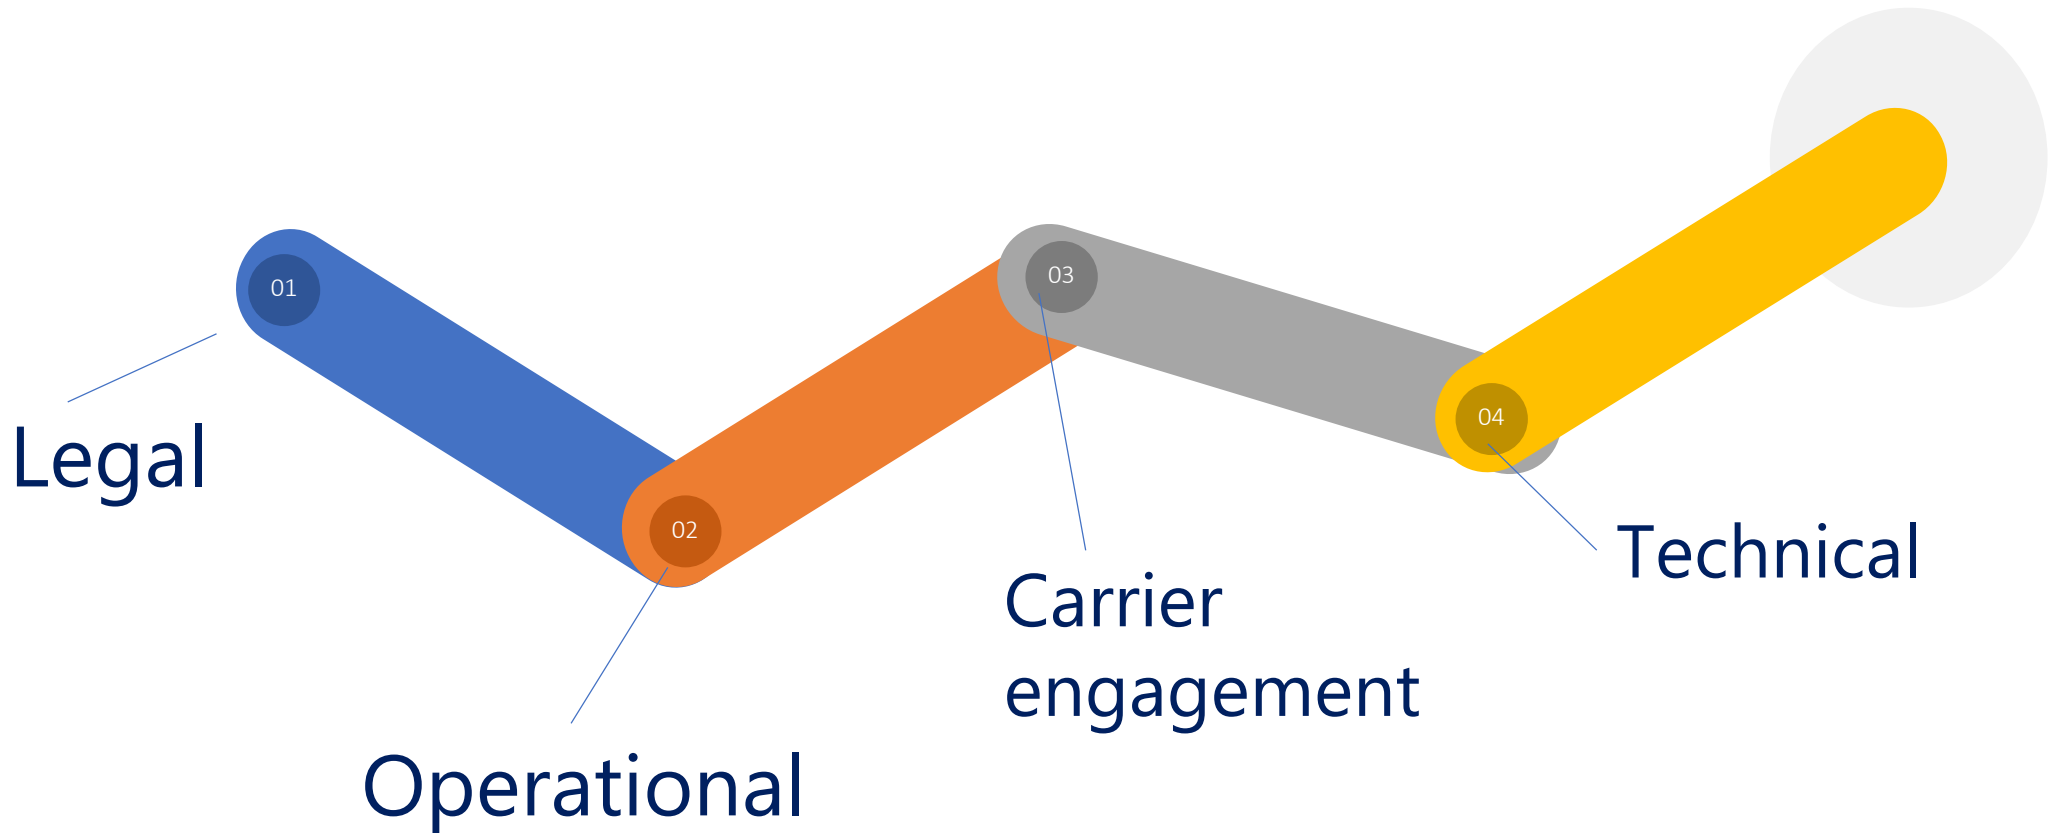 01
Legal
02
Operational
03
Carrier
engagement
04
Technical